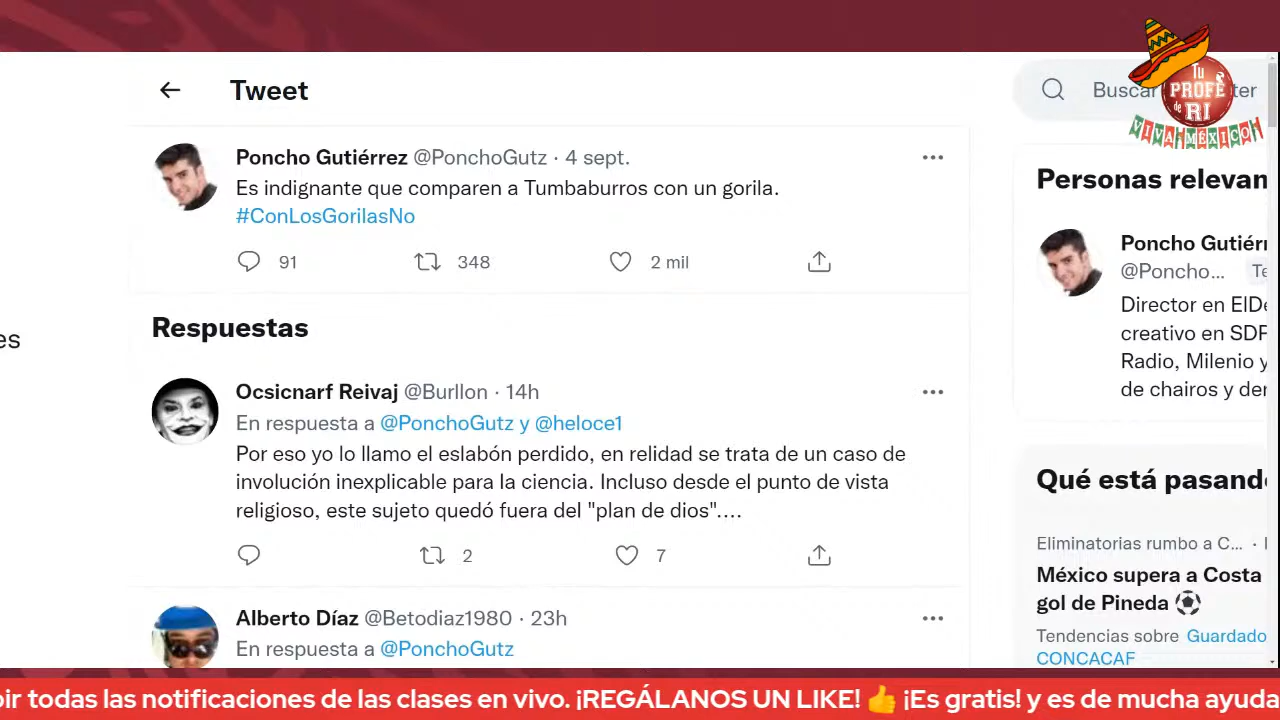 Tweet
Poncho Gutiérrez @PonchoGutz · 4 sept.
Es indignante que comparen a Tumbaburros con un gorila.
#ConLosGorilasNo
91 348 2 mil
Respuestas
Ocsicnarf Reivaj @Burllon · 14h
En respuesta a @PonchoGutz y @heloce1
Por eso yo lo llamo el eslabón perdido, en relidad se trata de un caso de
involución inexplicable para la ciencia. Incluso desde el punto de vista
religioso, este sujeto quedó fuera del "plan de dios"....
2 7
Alberto Díaz @Betodiaz1980 · 23h
En respuesta a @PonchoGutz
es
Buscar ter
Tu
PROFE
de RI
VIVA MÉXICO!
Personas relevan
Poncho Gutiérr
@Poncho... Te
Director en ElDe
creativo en SDP
Radio, Milenio y
de chairos y der
Qué está pasando
Eliminatorias rumbo a C... ·
México supera a Costa
gol de Pineda ⚽
Tendencias sobre Guardado
CONCACAF
bir todas las notificaciones de las clases en vivo. ¡REGÁLANOS UN LIKE! 👍 ¡Es gratis! y es de mucha ayuda